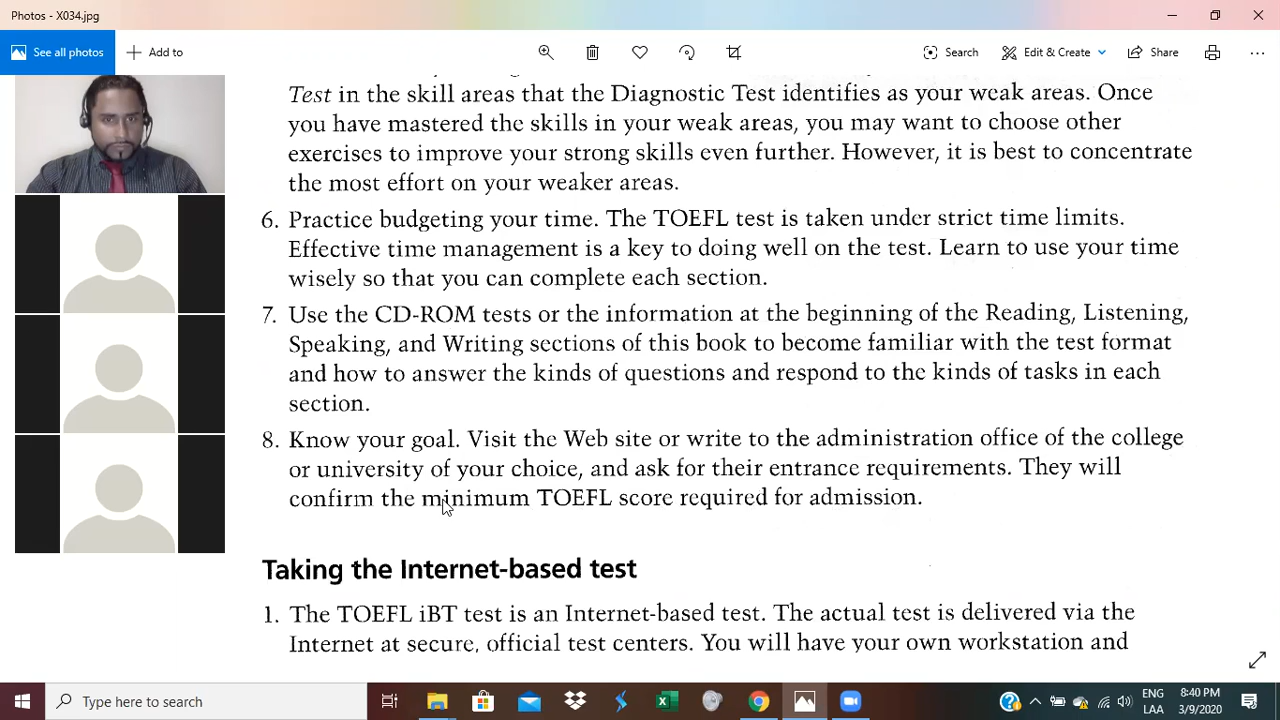 Photos - X034.jpg
See all photos
Add to
Search
Edit & Create
Share
Test in the skill areas that the Diagnostic Test identifies as your weak areas. Once
you have mastered the skills in your weak areas, you may want to choose other
exercises to improve your strong skills even further. However, it is best to concentrate
the most effort on your weaker areas.
6. Practice budgeting your time. The TOEFL test is taken under strict time limits.
Effective time management is a key to doing well on the test. Learn to use your time
wisely so that you can complete each section.
7. Use the CD-ROM tests or the information at the beginning of the Reading, Listening,
Speaking, and Writing sections of this book to become familiar with the test format
and how to answer the kinds of questions and respond to the kinds of tasks in each
section.
8. Know your goal. Visit the Web site or write to the administration office of the college
or university of your choice, and ask for their entrance requirements. They will
confirm the minimum TOEFL score required for admission.
Taking the Internet-based test
1. The TOEFL iBT test is an Internet-based test. The actual test is delivered via the
Internet at secure, official test centers. You will have your own workstation and
Type here to search
ENG
LAA
8:40 PM
3/9/2020